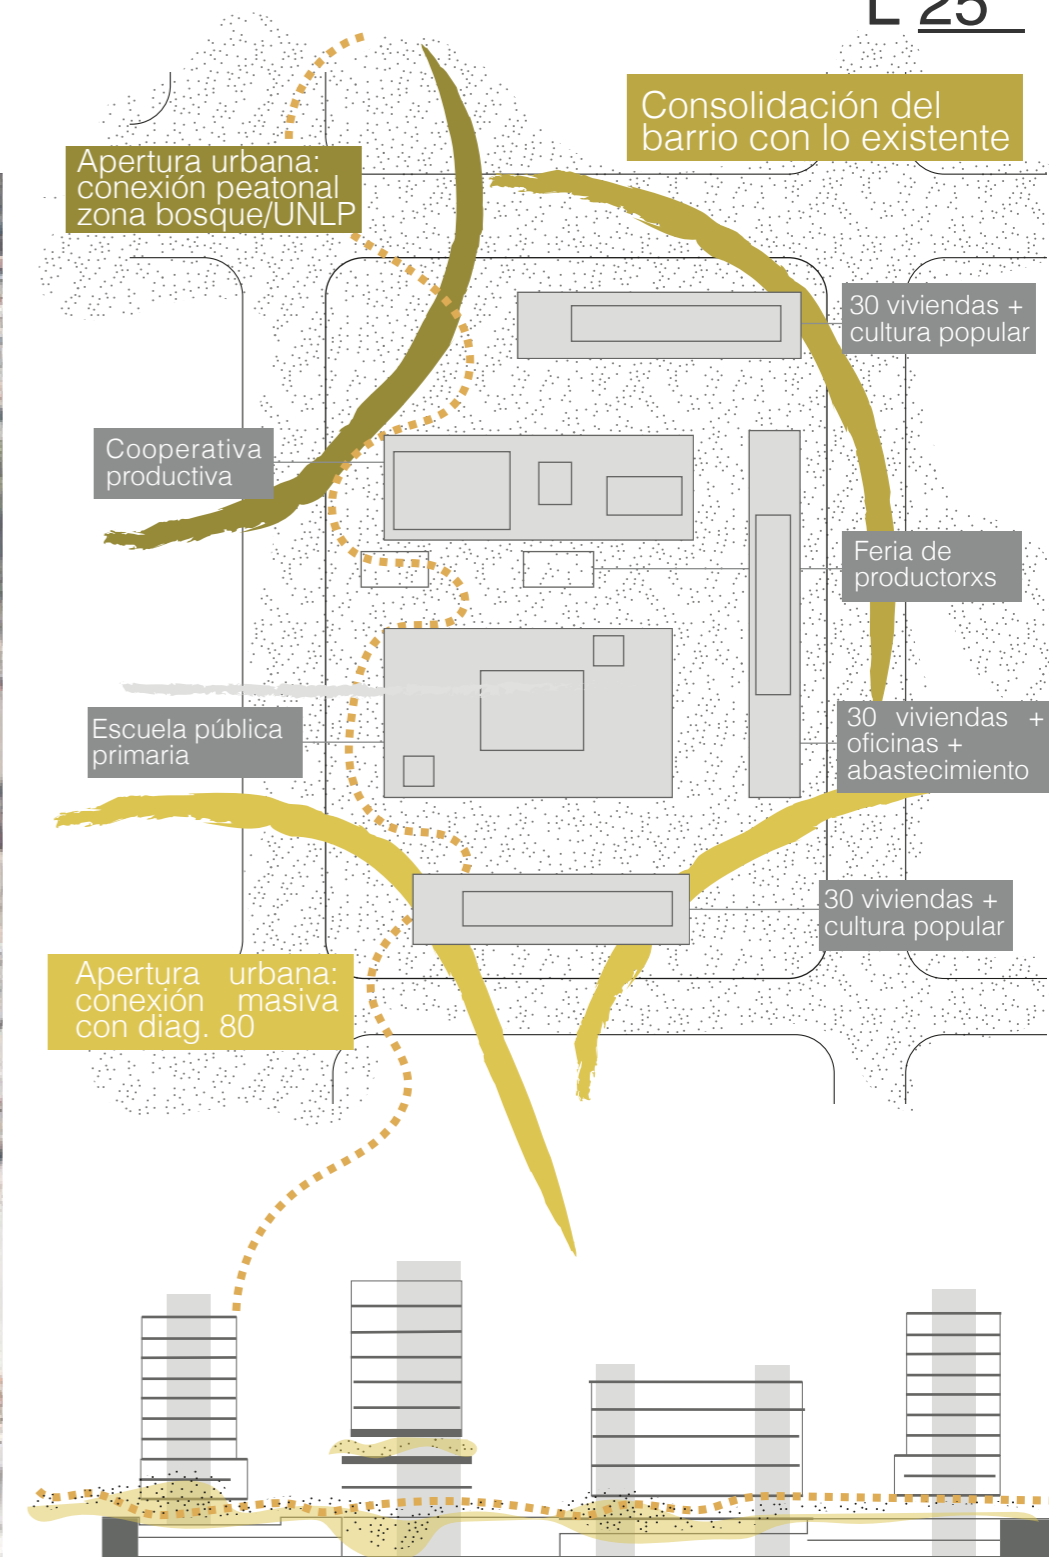 L 25
Consolidación del
barrio con lo existente
Apertura urbana:
conexión peatonal
zona bosque/UNLP
30 viviendas +
cultura popular
Cooperativa
productiva
Feria de
productorxs
Escuela pública
primaria
30 viviendas +
oficinas +
abastecimiento
30 viviendas +
cultura popular
Apertura urbana:
conexión masiva
con diag. 80